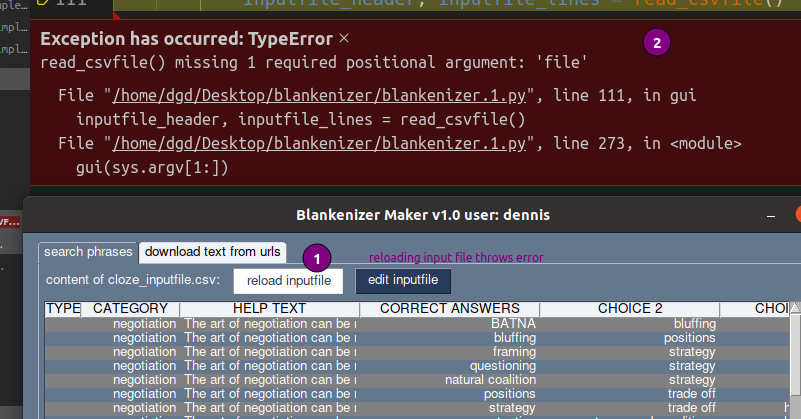 mple…
111 inputfile_header, inputfile_lines = read_csvfile()
impl…
mpl…
Exception has occurred: TypeError ×
2
read_csvfile() missing 1 required positional argument: 'file'
File "/home/dgd/Desktop/blankenizer/blankenizer.1.py", line 111, in gui
inputfile_header, inputfile_lines = read_csvfile()
File "/home/dgd/Desktop/blankenizer/blankenizer.1.py", line 273, in <module>
gui(sys.argv[1:])
Blankenizer Maker v1.0 user: dennis
search phrases download text from urls
1
reloading input file throws error
content of cloze_inputfile.csv: reload inputfile edit inputfile
TYPE CATEGORY HELP TEXT CORRECT ANSWERS CHOICE 2 CHOI
negotiation The art of negotiation can be r BATNA bluffing
negotiation The art of negotiation can be r bluffing positions
negotiation The art of negotiation can be r framing strategy
negotiation The art of negotiation can be r questioning strategy
negotiation The art of negotiation can be r natural coalition strategy
negotiation The art of negotiation can be r positions trade off
negotiation The art of negotiation can be r strategy trade off